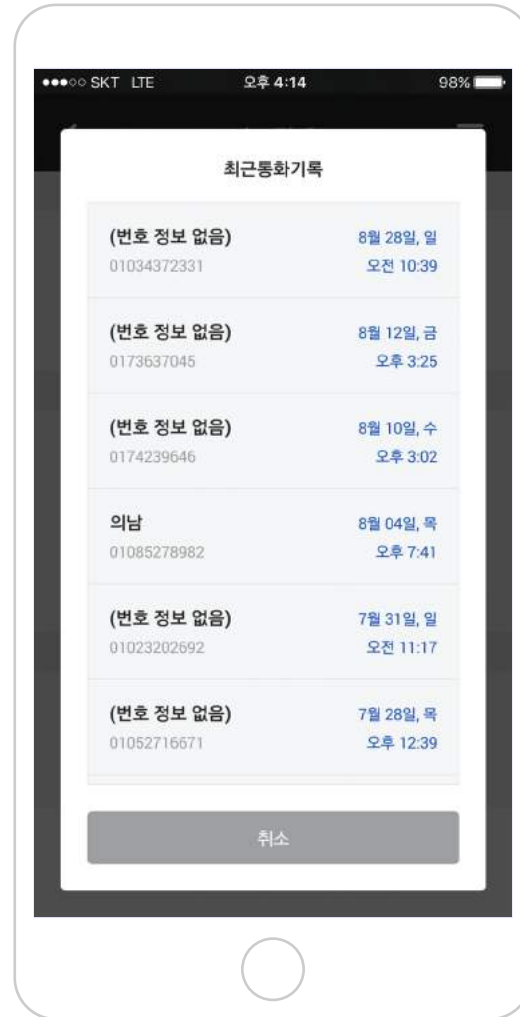 SKT LTE 오후 4:14 98%
최근통화기록
(번호 정보 없음) 8월 28일, 일
01034372331 오전 10:39
(번호 정보 없음) 8월 12일, 금
0173637045 오후 3:25
(번호 정보 없음) 8월 10일, 수
0174239646 오후 3:02
의남 8월 04일, 목
01085278982 오후 7:41
(번호 정보 없음) 7월 31일, 일
01023202692 오전 11:17
(번호 정보 없음) 7월 28일, 목
01052716671 오후 12:39
취소